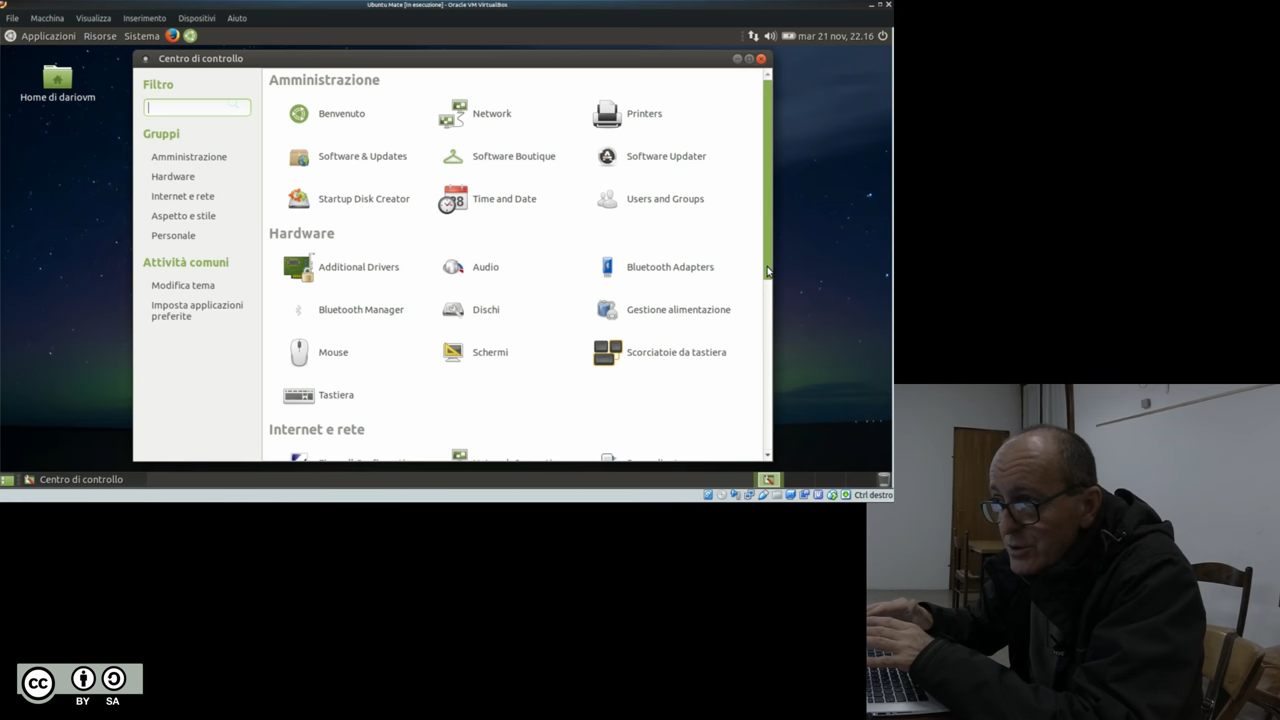 Ubuntu Mate [In esecuzione] - Oracle VM VirtualBox
File Macchina Visualizza Inserimento Dispositivi Aiuto
Applicazioni Risorse Sistema mar 21 nov, 22.16
Home di dariovm
Centro di controllo
Filtro
Gruppi
Amministrazione
Hardware
Internet e rete
Aspetto e stile
Personale
Attività comuni
Modifica tema
Imposta applicazioni
preferite
Amministrazione
Benvenuto Network Printers
Software & Updates Software Boutique Software Updater
Startup Disk Creator Time and Date Users and Groups
Hardware
Additional Drivers Audio Bluetooth Adapters
Bluetooth Manager Dischi Gestione alimentazione
Mouse Schermi Scorciatoie da tastiera
Tastiera
Internet e rete
Centro di controllo
Ctrl destro
CC BY SA